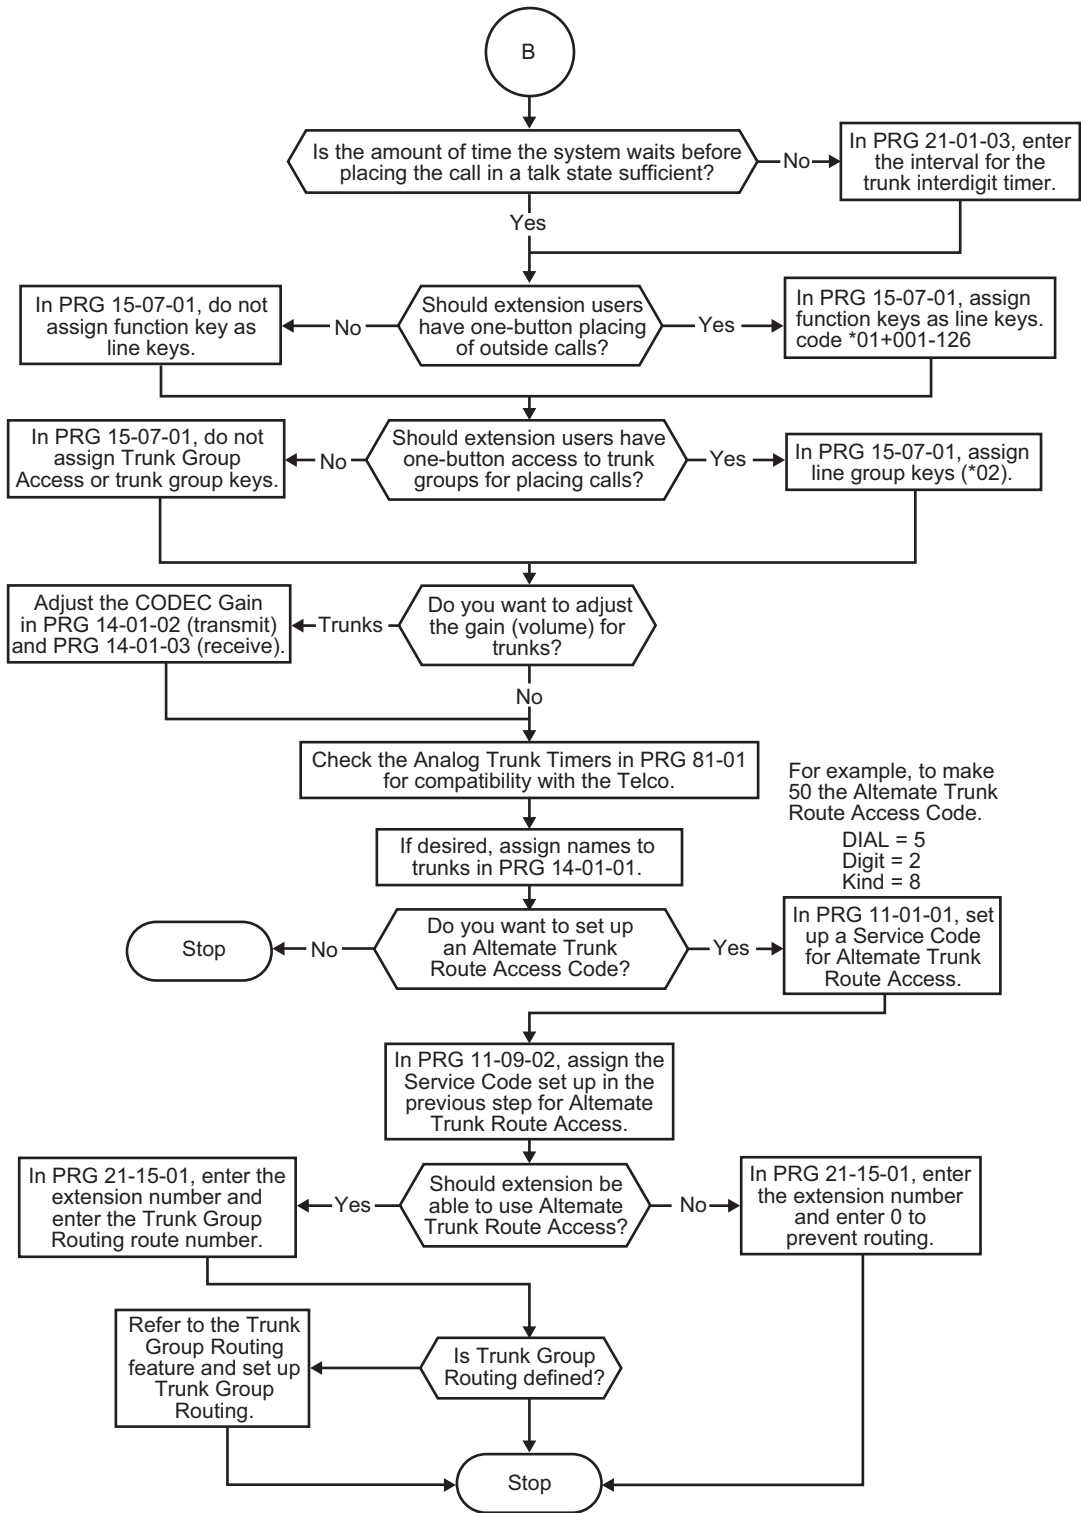 B
Is the amount of time the system waits before
placing the call in a talk state sufficient?
No
In PRG 21-01-03, enter
the interval for the
trunk interdigit timer.
Yes
In PRG 15-07-01, do not
assign function key as
line keys.
No
Should extension users
have one-button placing
of outside calls?
Yes
In PRG 15-07-01, assign
function keys as line keys.
code *01+001-126
In PRG 15-07-01, do not
assign Trunk Group
Access or trunk group keys.
No
Should extension users have
one-button access to trunk
groups for placing calls?
Yes
In PRG 15-07-01, assign
line group keys (*02).
Adjust the CODEC Gain
in PRG 14-01-02 (transmit)
and PRG 14-01-03 (receive).
Trunks
Do you want to adjust
the gain (volume) for
trunks?
No
Check the Analog Trunk Timers in PRG 81-01
for compatibility with the Telco.
For example, to make
50 the Alternate Trunk
Route Access Code.
DIAL = 5
Digit = 2
Kind = 8
If desired, assign names to
trunks in PRG 14-01-01.
Stop
No
Do you want to set up
an Altemate Trunk
Route Access Code?
Yes
In PRG 11-01-01, set
up a Service Code
for Alternate Trunk
Route Access.
In PRG 11-09-02, assign the
Service Code set up in the
previous step for Altemate
Trunk Route Access.
In PRG 21-15-01, enter the
extension number and
enter the Trunk Group
Routing route number.
Yes
Should extension be
able to use Alternate
Trunk Route Access?
No
In PRG 21-15-01, enter
the extension number
and enter 0 to
prevent routing.
Refer to the Trunk
Group Routing
feature and set up
Trunk Group
Routing.
Is Trunk Group
Routing defined?
Stop